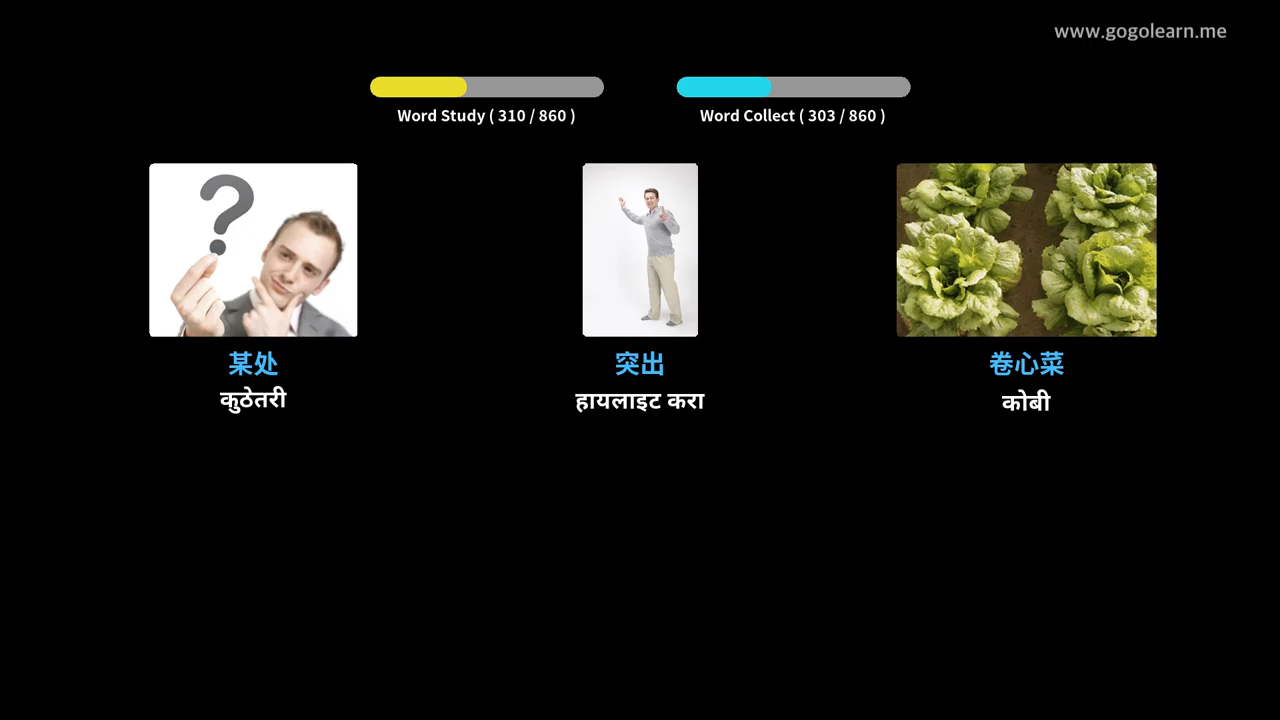 www.gogolearn.me
Word Study ( 310 / 860 )
Word Collect ( 303 / 860 )
某处
突出
卷心菜
कुठेतरी
हायलाइट करा
कोबी